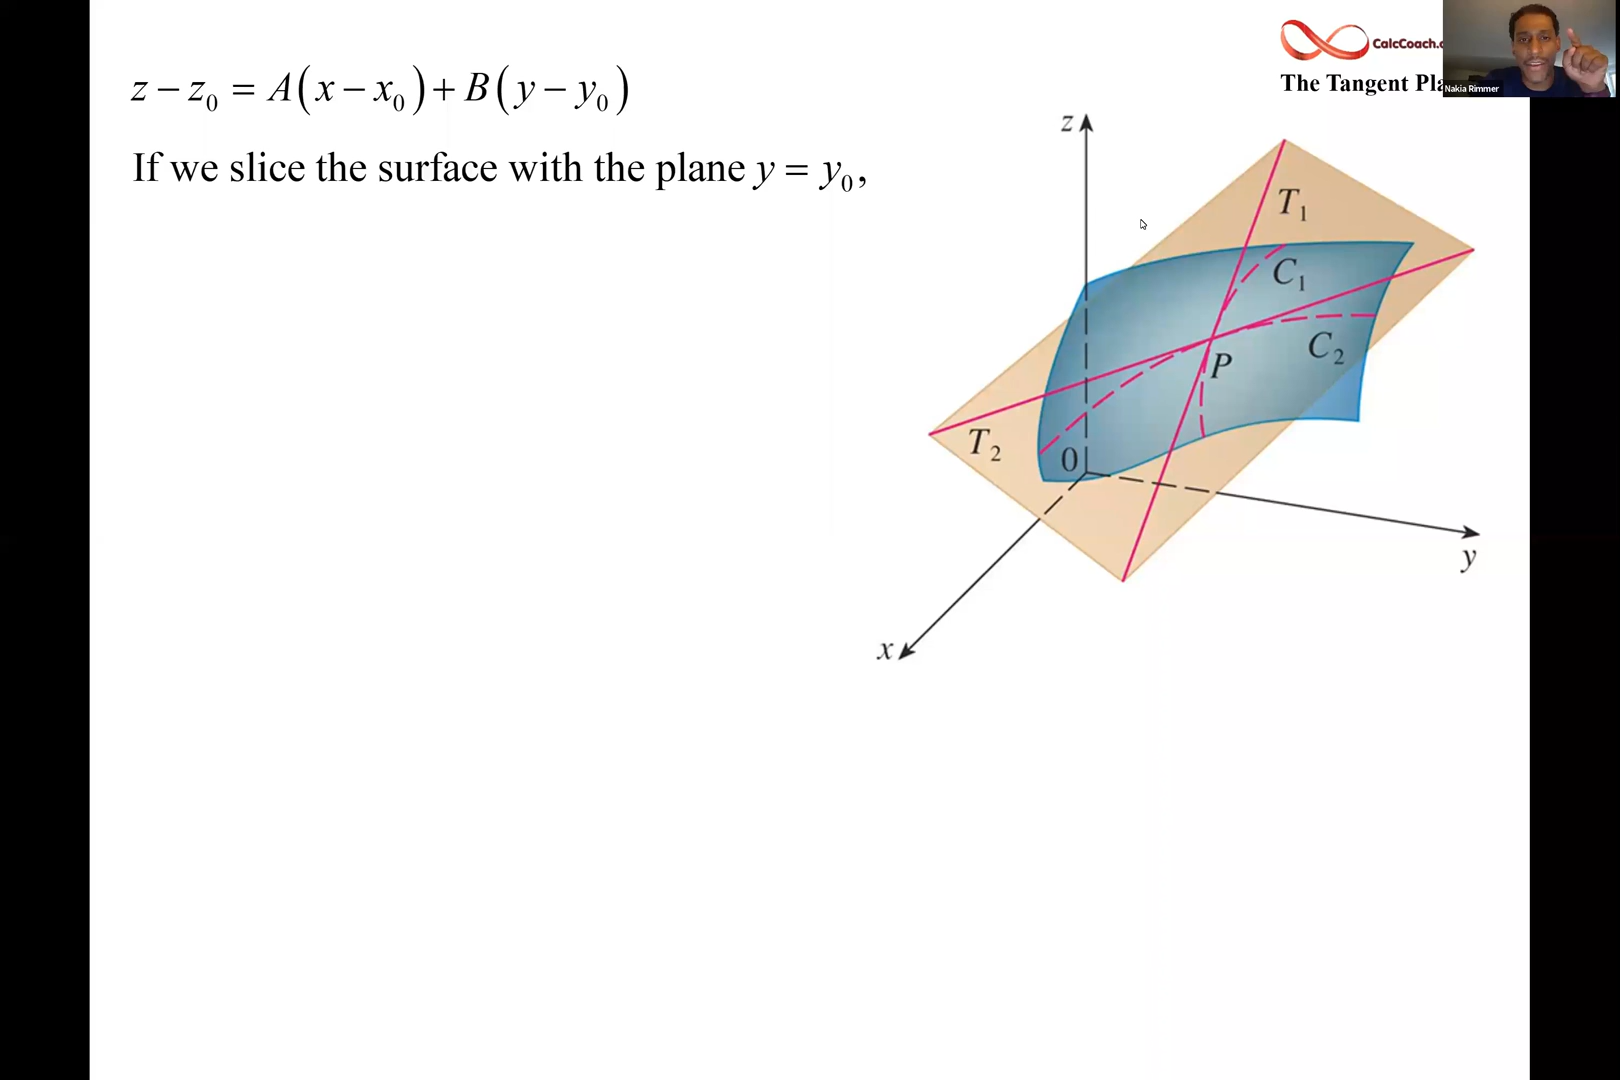 z − z₀ = A(x − x₀) + B(y − y₀)
If we slice the surface with the plane y = y₀,
CalcCoach.c
The Tangent Pla
Nakia Rimmer
z
T₁
C₁
C₂
P
T₂
0
y
x